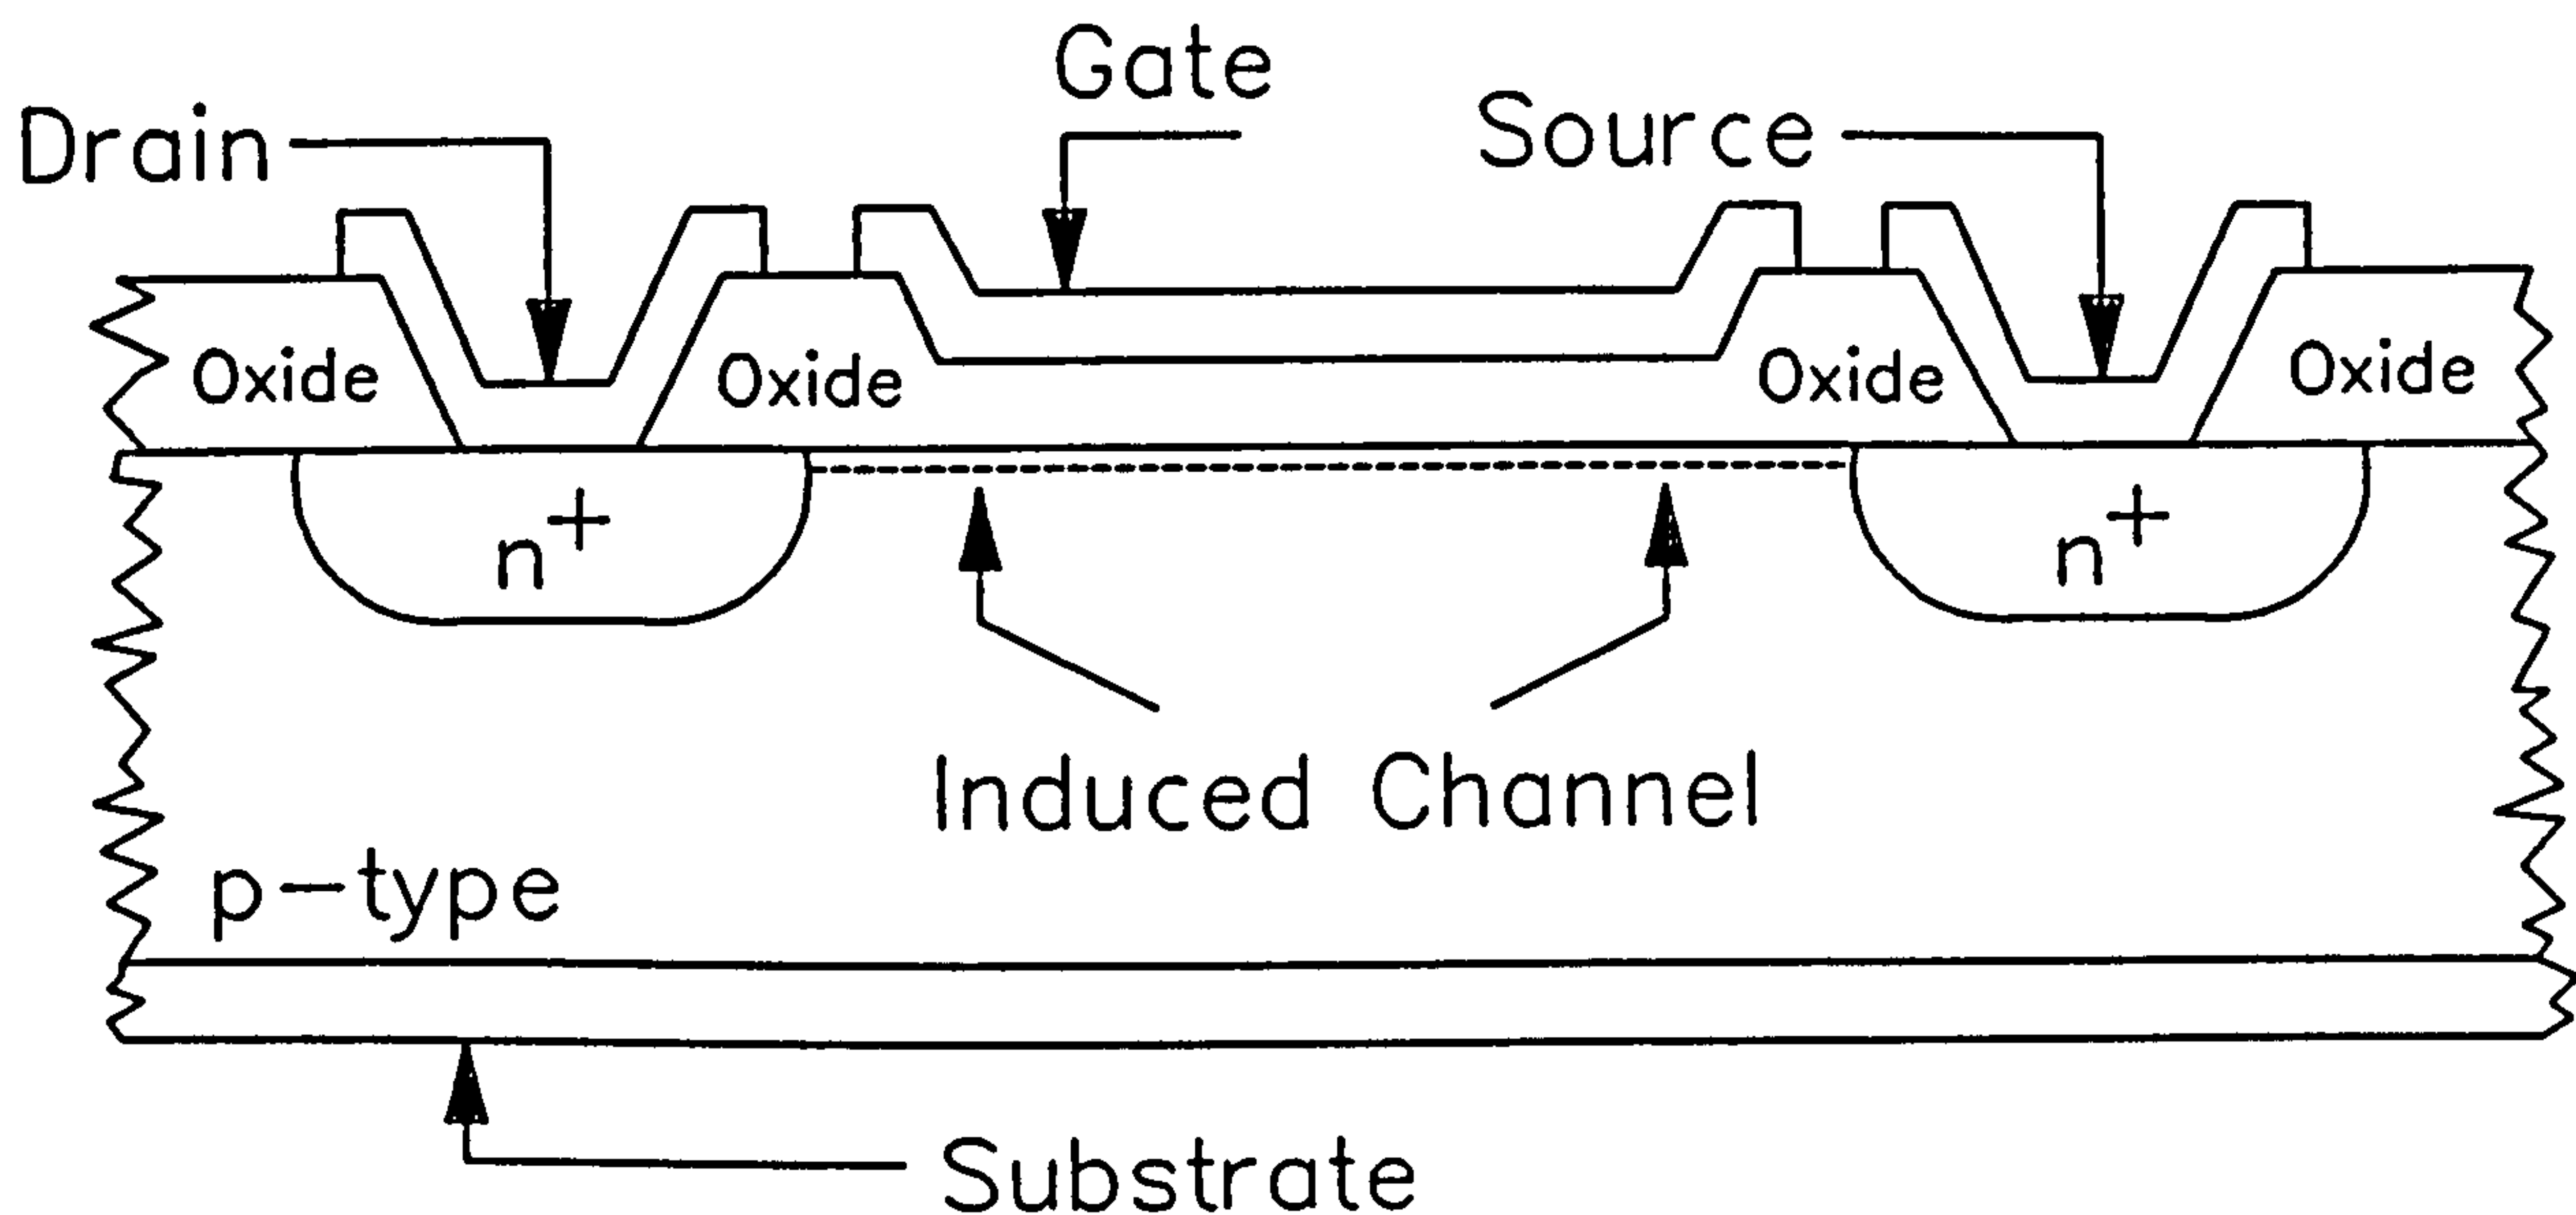 Gate
Drain
Source
Oxide
Oxide
Oxide
Oxide
n+
n+
Induced Channel
p-type
Substrate